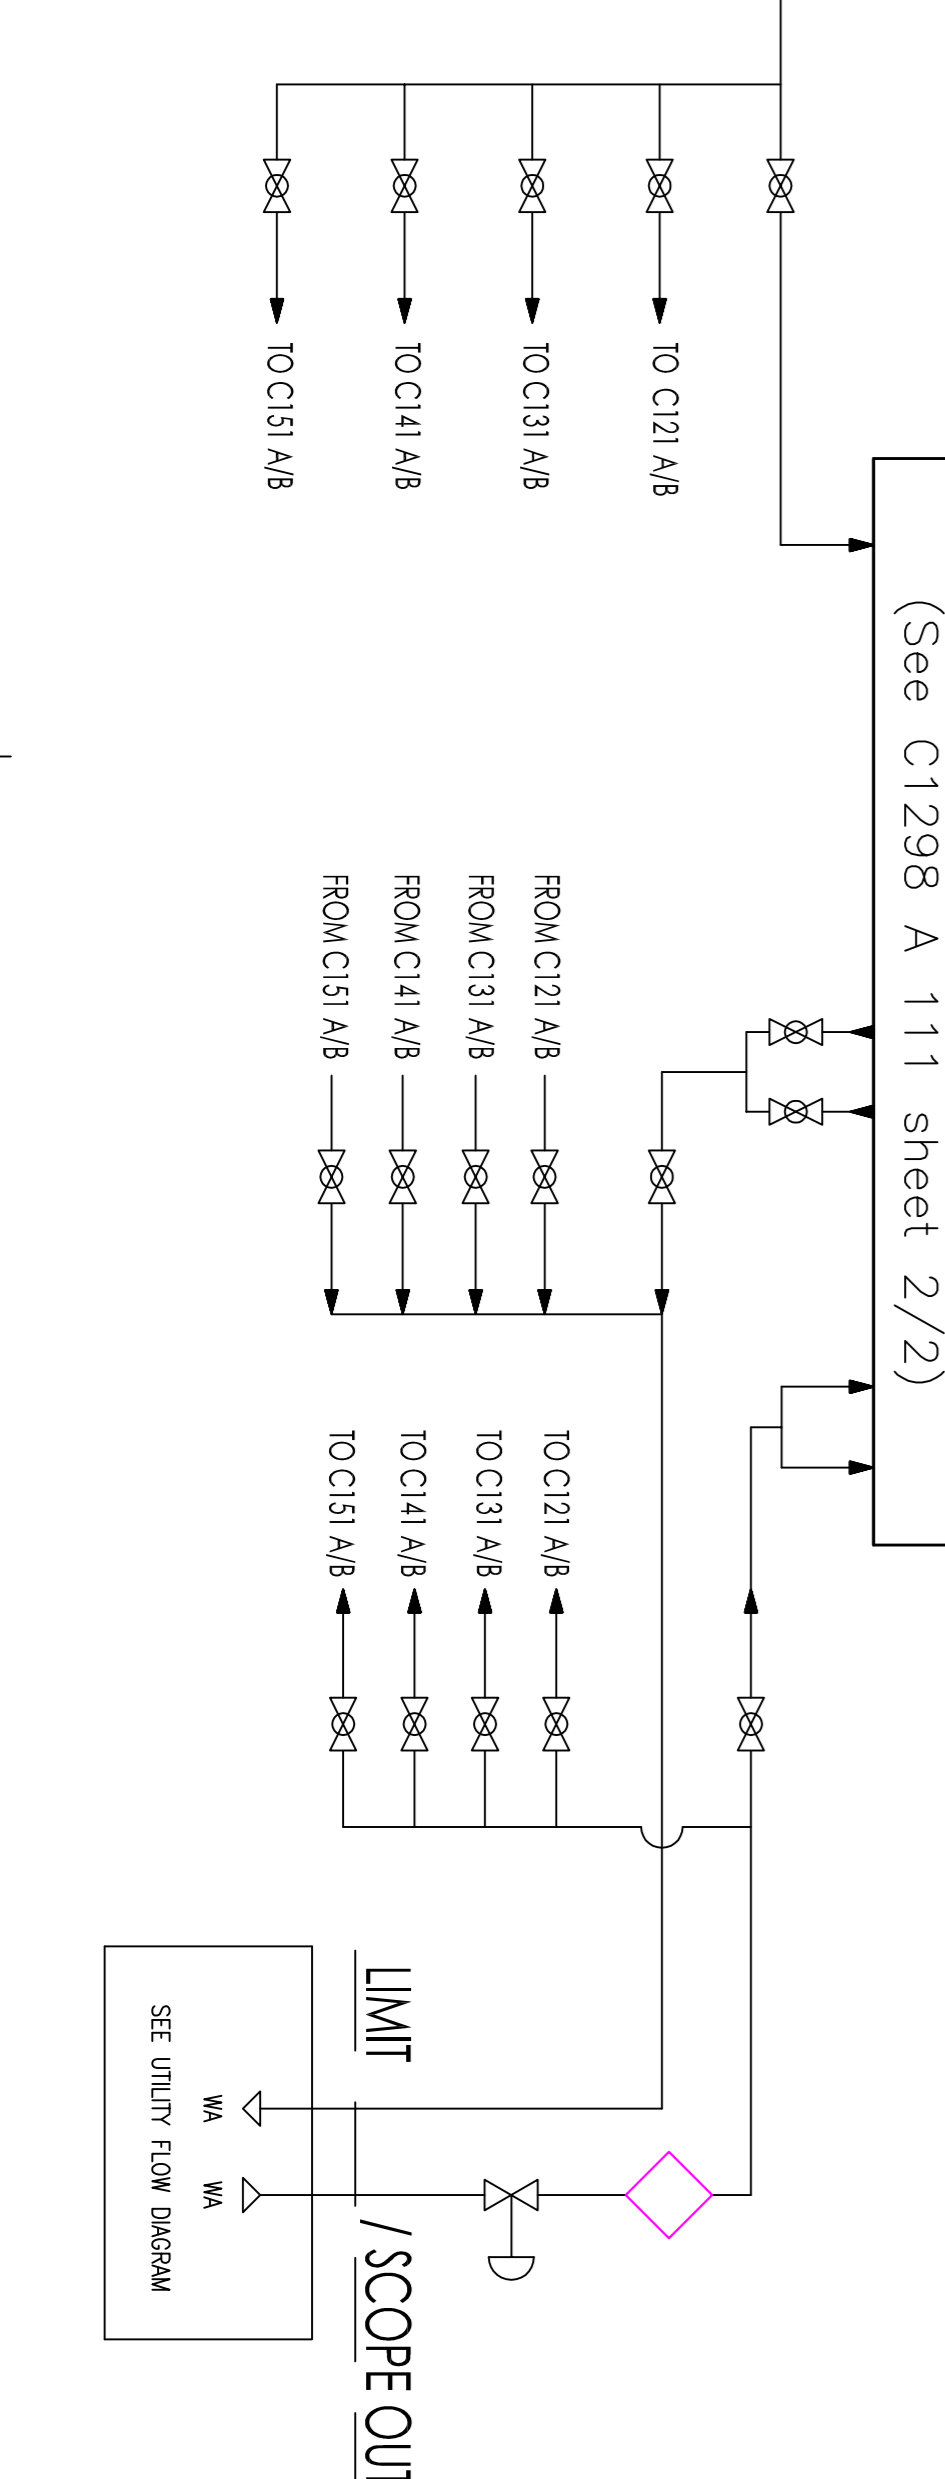 (See C1298 A 111 sheet 2/2)
TO C121 A/B
TO C131 A/B
TO C141 A/B
TO C151 A/B
FROM C121 A/B
FROM C131 A/B
FROM C141 A/B
FROM C151 A/B
TO C121 A/B
TO C131 A/B
TO C141 A/B
TO C151 A/B
LIMIT / SCOPE OUT
WA WA
SEE UTILITY FLOW DIAGRAM